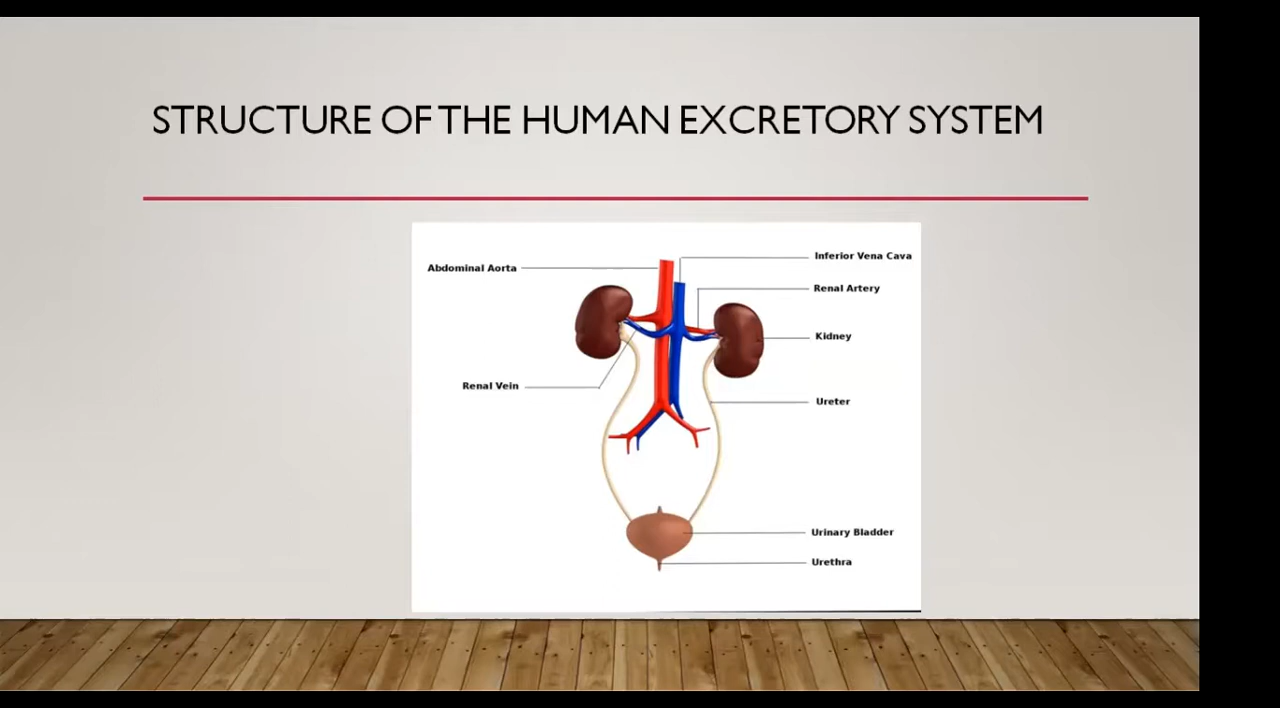 STRUCTURE OF THE HUMAN EXCRETORY SYSTEM
Inferior Vena Cava
Abdominal Aorta
Renal Artery
Kidney
Renal Vein
Ureter
Urinary Bladder
Urethra